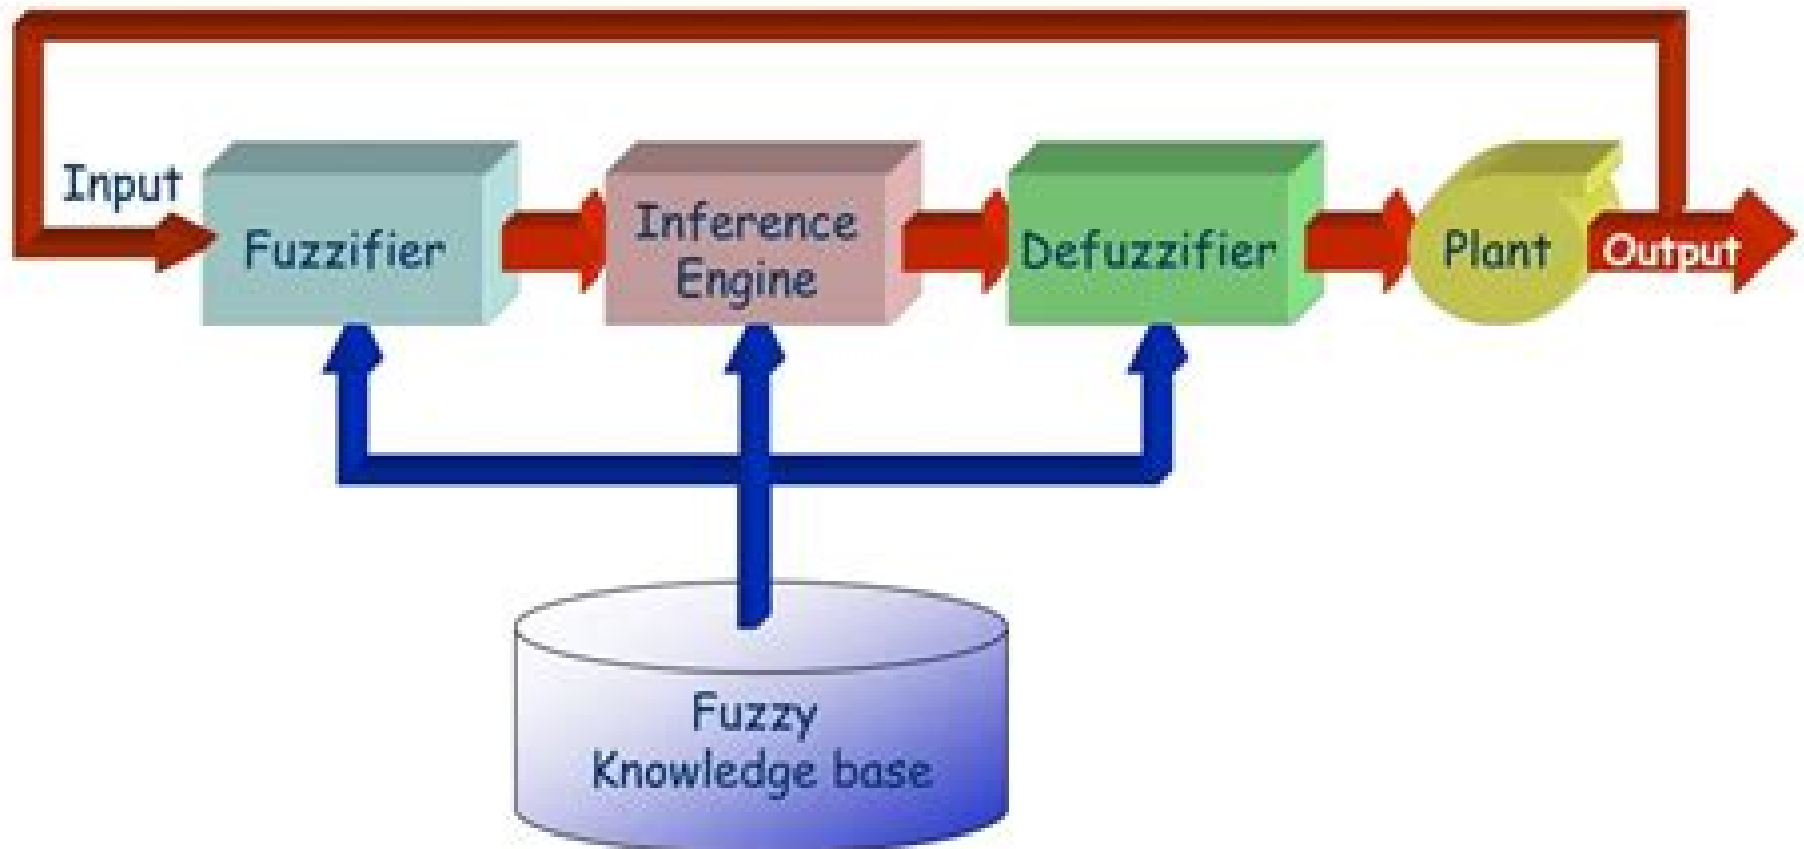 Input
Fuzzifier
Inference
Engine
Defuzzifier
Plant
Output
Fuzzy
Knowledge base